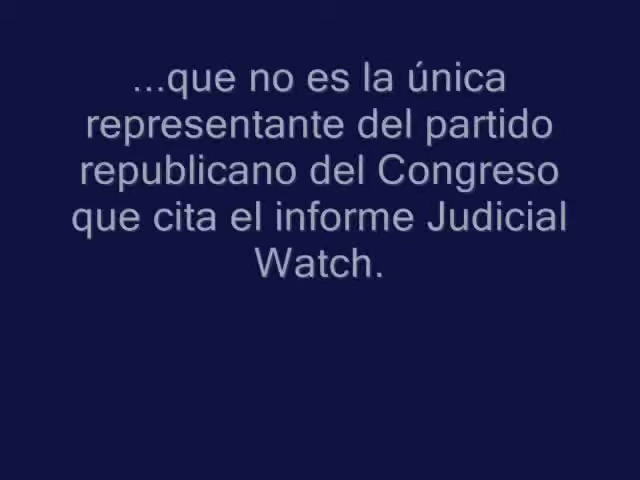 ...que no es la única
representante del partido
republicano del Congreso
que cita el informe Judicial
Watch.